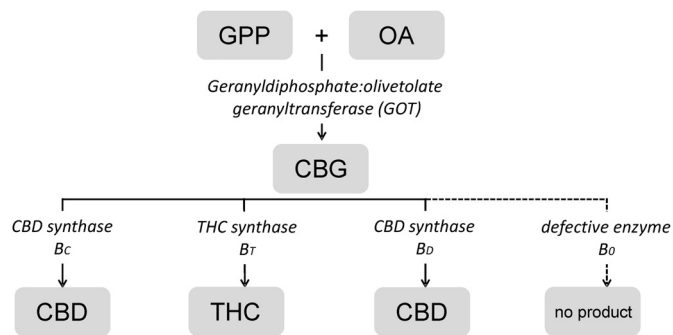 GPP + OA
Geranyldiphosphate:olivetolate
geranyltransferase (GOT)
CBG
CBD synthase THC synthase CBD synthase defective enzyme
BC BT BD B0
CBD THC CBD no product